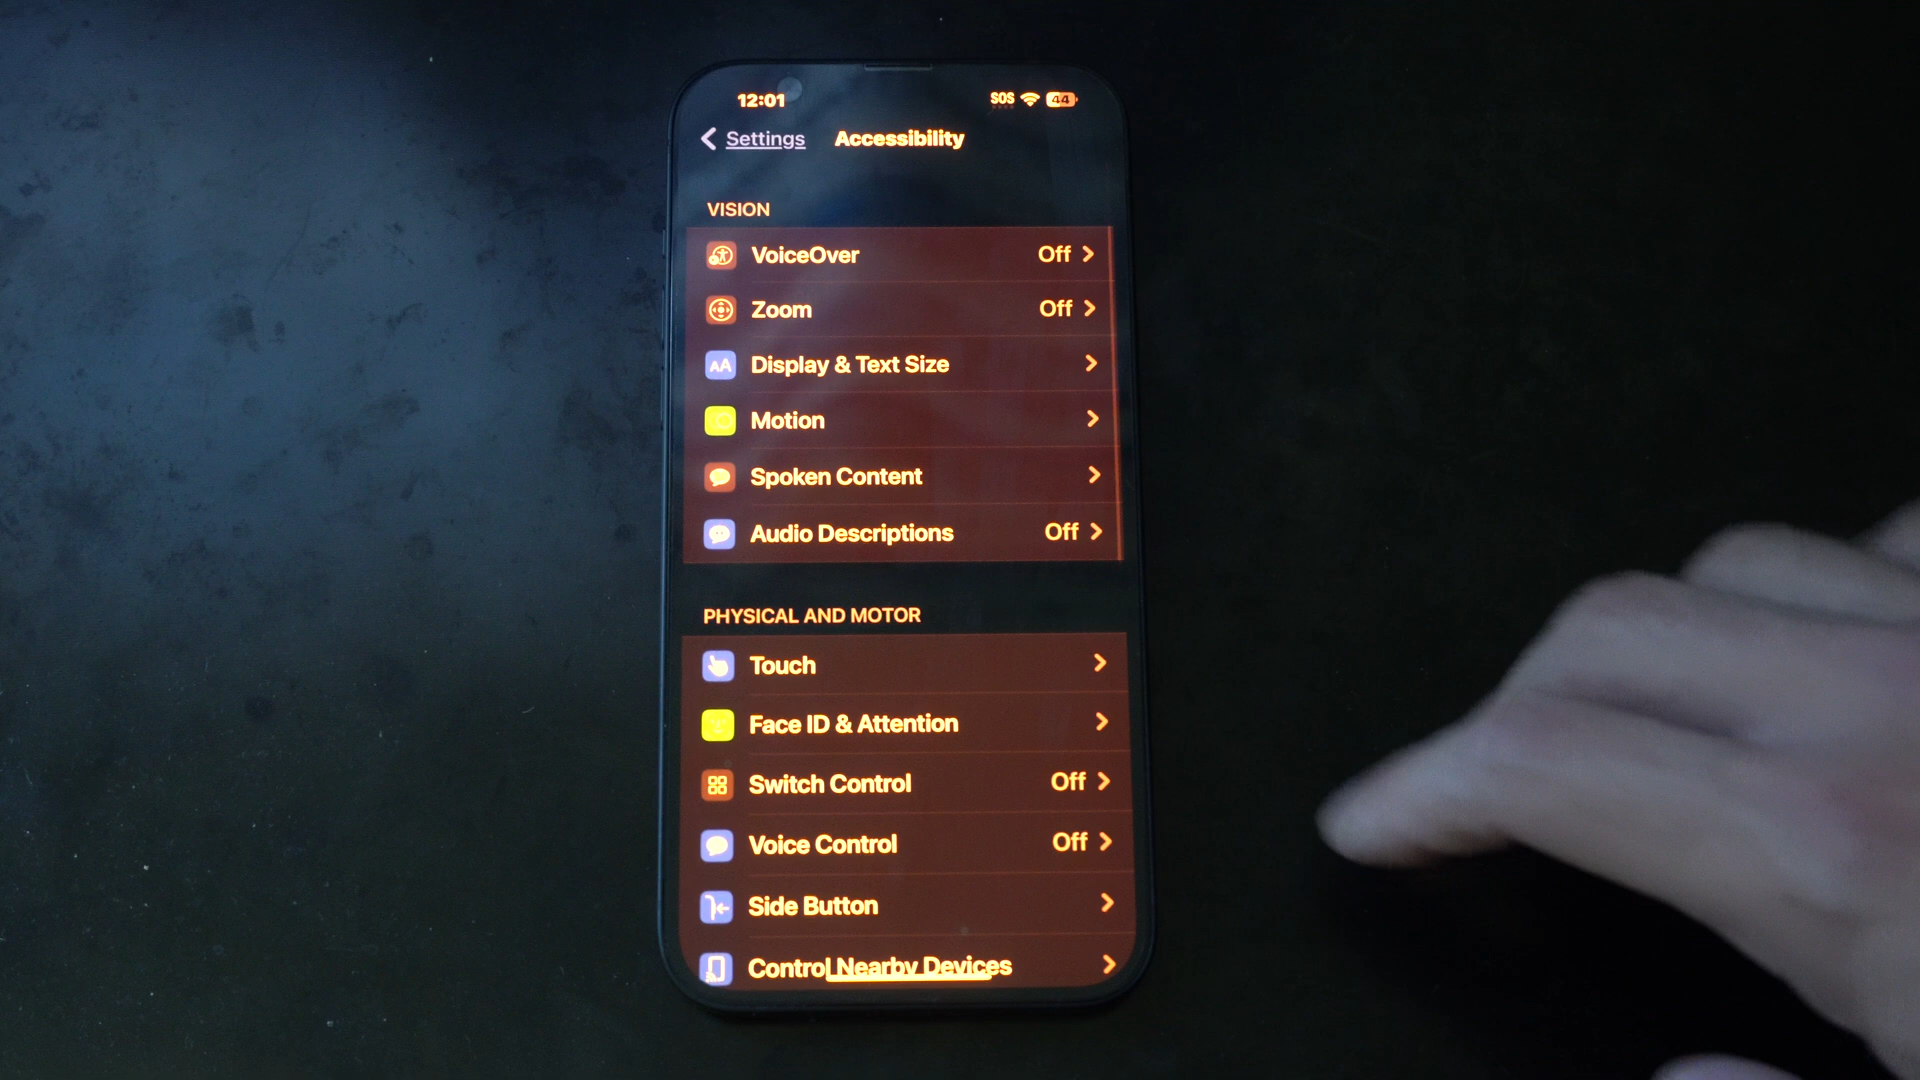 12:01 SOS 44
Settings Accessibility
VISION
VoiceOver Off
Zoom Off
AA Display & Text Size
Motion
Spoken Content
Audio Descriptions Off
PHYSICAL AND MOTOR
Touch
Face ID & Attention
Switch Control Off
Voice Control Off
Side Button
Control Nearby Devices